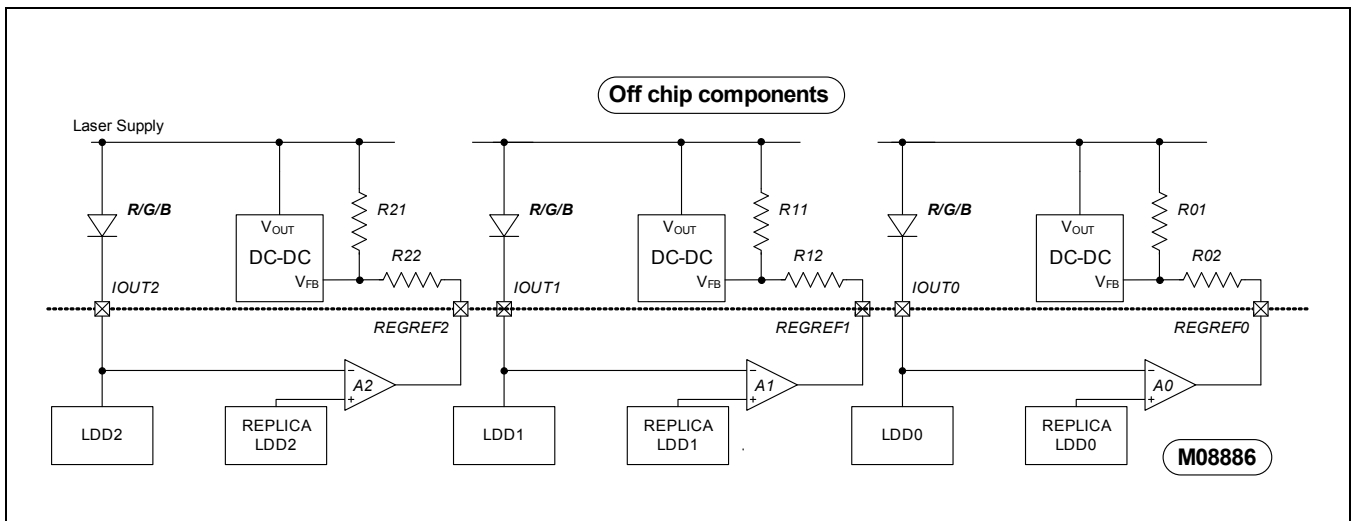 Off chip components
Laser Supply
R/G/B
VOUT
DC-DC
VFB
R21
R22
IOUT2
REGREF2
R/G/B
VOUT
DC-DC
VFB
R11
R12
IOUT1
REGREF1
R/G/B
VOUT
DC-DC
VFB
R01
R02
IOUT0
REGREF0
LDD2
REPLICA
LDD2
−
+
A2
LDD1
REPLICA
LDD1
−
+
A1
LDD0
REPLICA
LDD0
−
+
A0
M08886